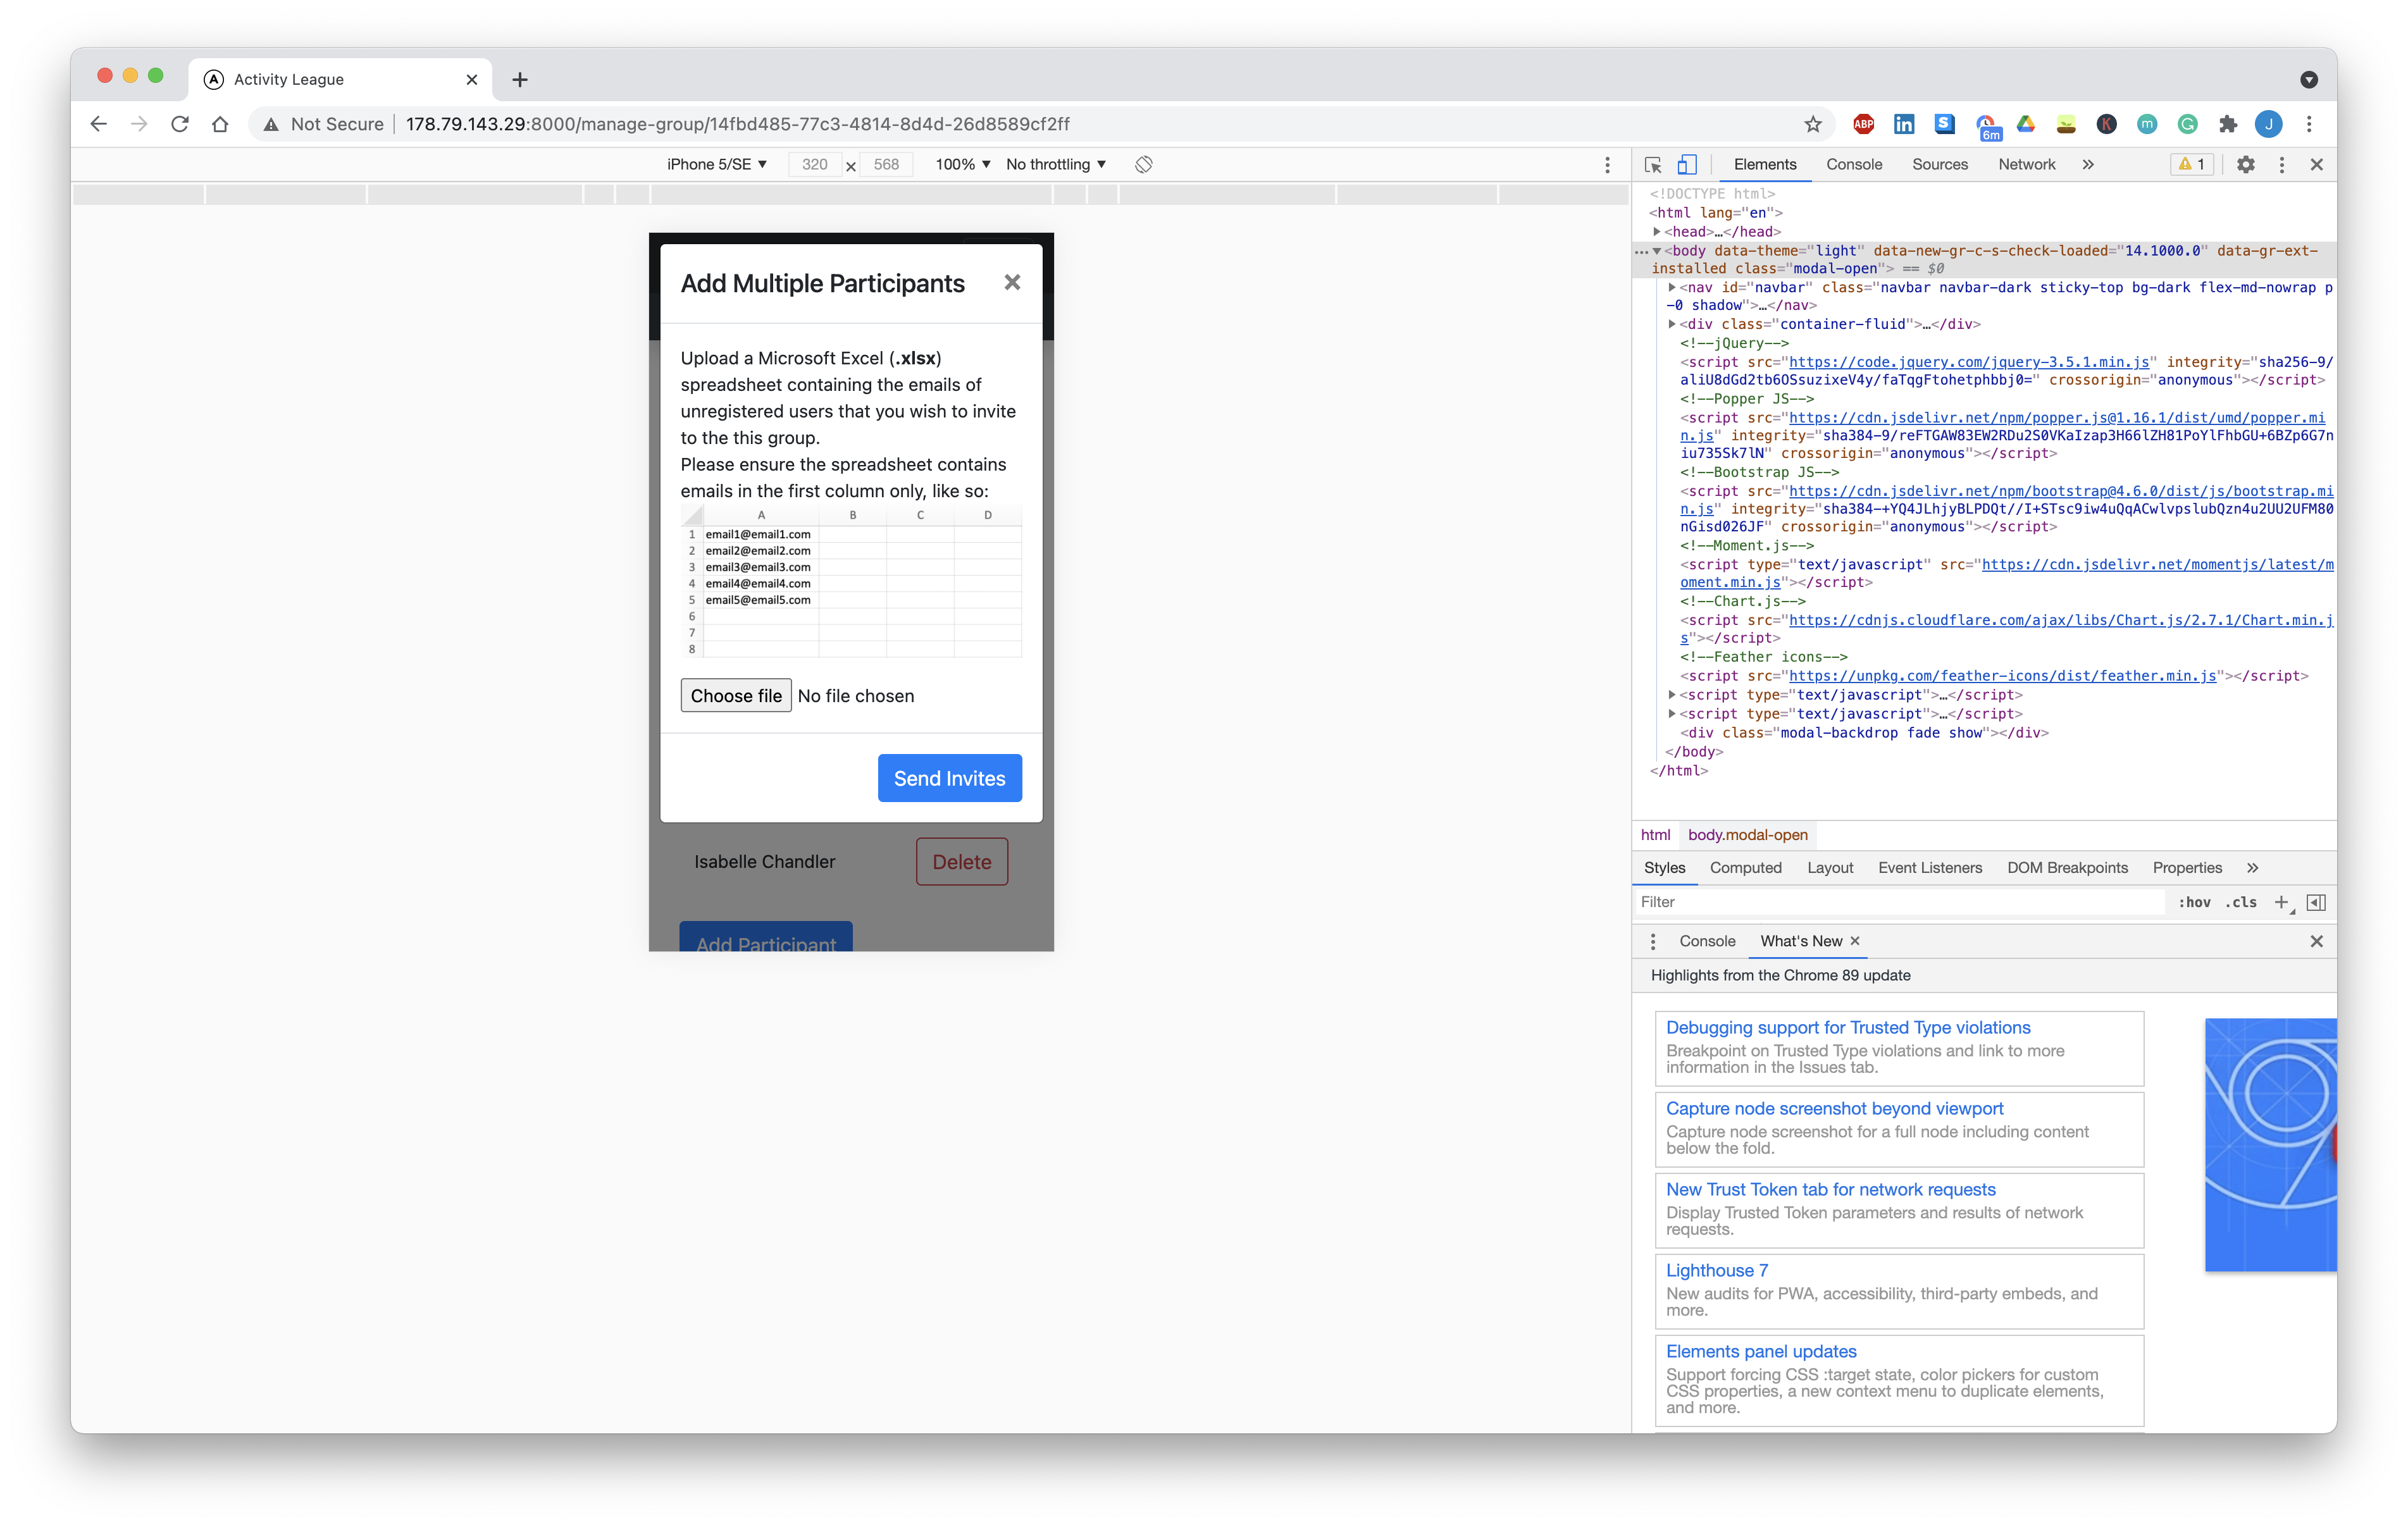 Activity League
Not Secure | 178.79.143.29:8000/manage-group/14fbd485-77c3-4814-8d4d-26d8589cf2ff
ABP
in
S
6m
K
m
G
J
iPhone 5/SE ▼ 320 × 568 100% ▼ No throttling ▼
Add Multiple Participants ×
Upload a Microsoft Excel (.xlsx)
spreadsheet containing the emails of
unregistered users that you wish to invite
to the this group.
Please ensure the spreadsheet contains
emails in the first column only, like so:
A B C D
1 email1@email1.com
2 email2@email2.com
3 email3@email3.com
4 email4@email4.com
5 email5@email5.com
6
7
8
Choose file No file chosen
Send Invites
Isabelle Chandler Delete
Add Participant
Elements Console Sources Network » 1
<!DOCTYPE html>
<html lang="en">
<head>…</head>
<body data-theme="light" data-new-gr-c-s-check-loaded="14.1000.0" data-gr-ext-
installed class="modal-open"> == $0
<nav id="navbar" class="navbar navbar-dark sticky-top bg-dark flex-md-nowrap p
-0 shadow">…</nav>
<div class="container-fluid">…</div>
<!--jQuery-->
<script src="https://code.jquery.com/jquery-3.5.1.min.js" integrity="sha256-9/
aliU8dGd2tb6OSsuzixeV4y/faTqgFtohetphbbj0=" crossorigin="anonymous"></script>
<!--Popper JS-->
<script src="https://cdn.jsdelivr.net/npm/popper.js@1.16.1/dist/umd/popper.mi
n.js" integrity="sha384-9/reFTGAW83EW2RDu2S0VKaIzap3H66lZH81PoYlFhbGU+6BZp6G7n
iu735Sk7lN" crossorigin="anonymous"></script>
<!--Bootstrap JS-->
<script src="https://cdn.jsdelivr.net/npm/bootstrap@4.6.0/dist/js/bootstrap.mi
n.js" integrity="sha384-+YQ4JLhjyBLPDQt//I+STsc9iw4uQqACwlvpslubQzn4u2UU2UFM80
nGisd026JF" crossorigin="anonymous"></script>
<!--Moment.js-->
<script type="text/javascript" src="https://cdn.jsdelivr.net/momentjs/latest/m
oment.min.js"></script>
<!--Chart.js-->
<script src="https://cdnjs.cloudflare.com/ajax/libs/Chart.js/2.7.1/Chart.min.j
s"></script>
<!--Feather icons-->
<script src="https://unpkg.com/feather-icons/dist/feather.min.js"></script>
<script type="text/javascript">…</script>
<script type="text/javascript">…</script>
<div class="modal-backdrop fade show"></div>
</body>
</html>
html body.modal-open
Styles Computed Layout Event Listeners DOM Breakpoints Properties »
Filter :hov .cls +
Console What's New ×
Highlights from the Chrome 89 update
Debugging support for Trusted Type violations
Breakpoint on Trusted Type violations and link to more
information in the Issues tab.
Capture node screenshot beyond viewport
Capture node screenshot for a full node including content
below the fold.
New Trust Token tab for network requests
Display Trusted Token parameters and results of network
requests.
Lighthouse 7
New audits for PWA, accessibility, third-party embeds, and
more.
Elements panel updates
Support forcing CSS :target state, color pickers for custom
CSS properties, a new context menu to duplicate elements,
and more.